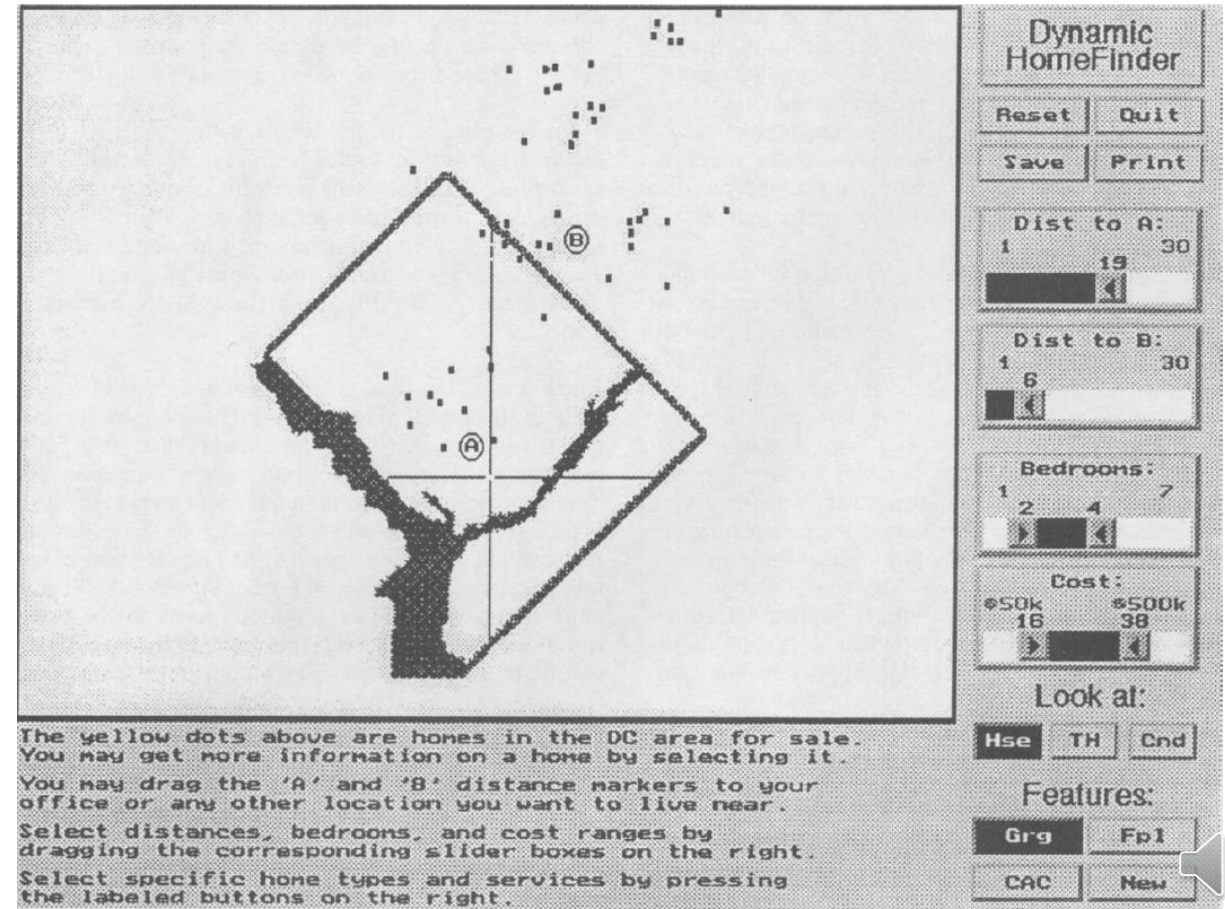 Dynamic
HomeFinder
Reset Quit
Save Print
Dist to A:
1 30
19
Dist to B:
1 30
6
Bedrooms:
1 7
2 4
Cost:
$50k $500k
16 38
Look at:
Hse TH Cnd
Features:
Grg Fpl
CAC New
B
A
The yellow dots above are homes in the DC area for sale.
You may get more information on a home by selecting it.
You may drag the 'A' and 'B' distance markers to your
office or any other location you want to live near.
Select distances, bedrooms, and cost ranges by
dragging the corresponding slider boxes on the right.
Select specific home types and services by pressing
the labeled buttons on the right.